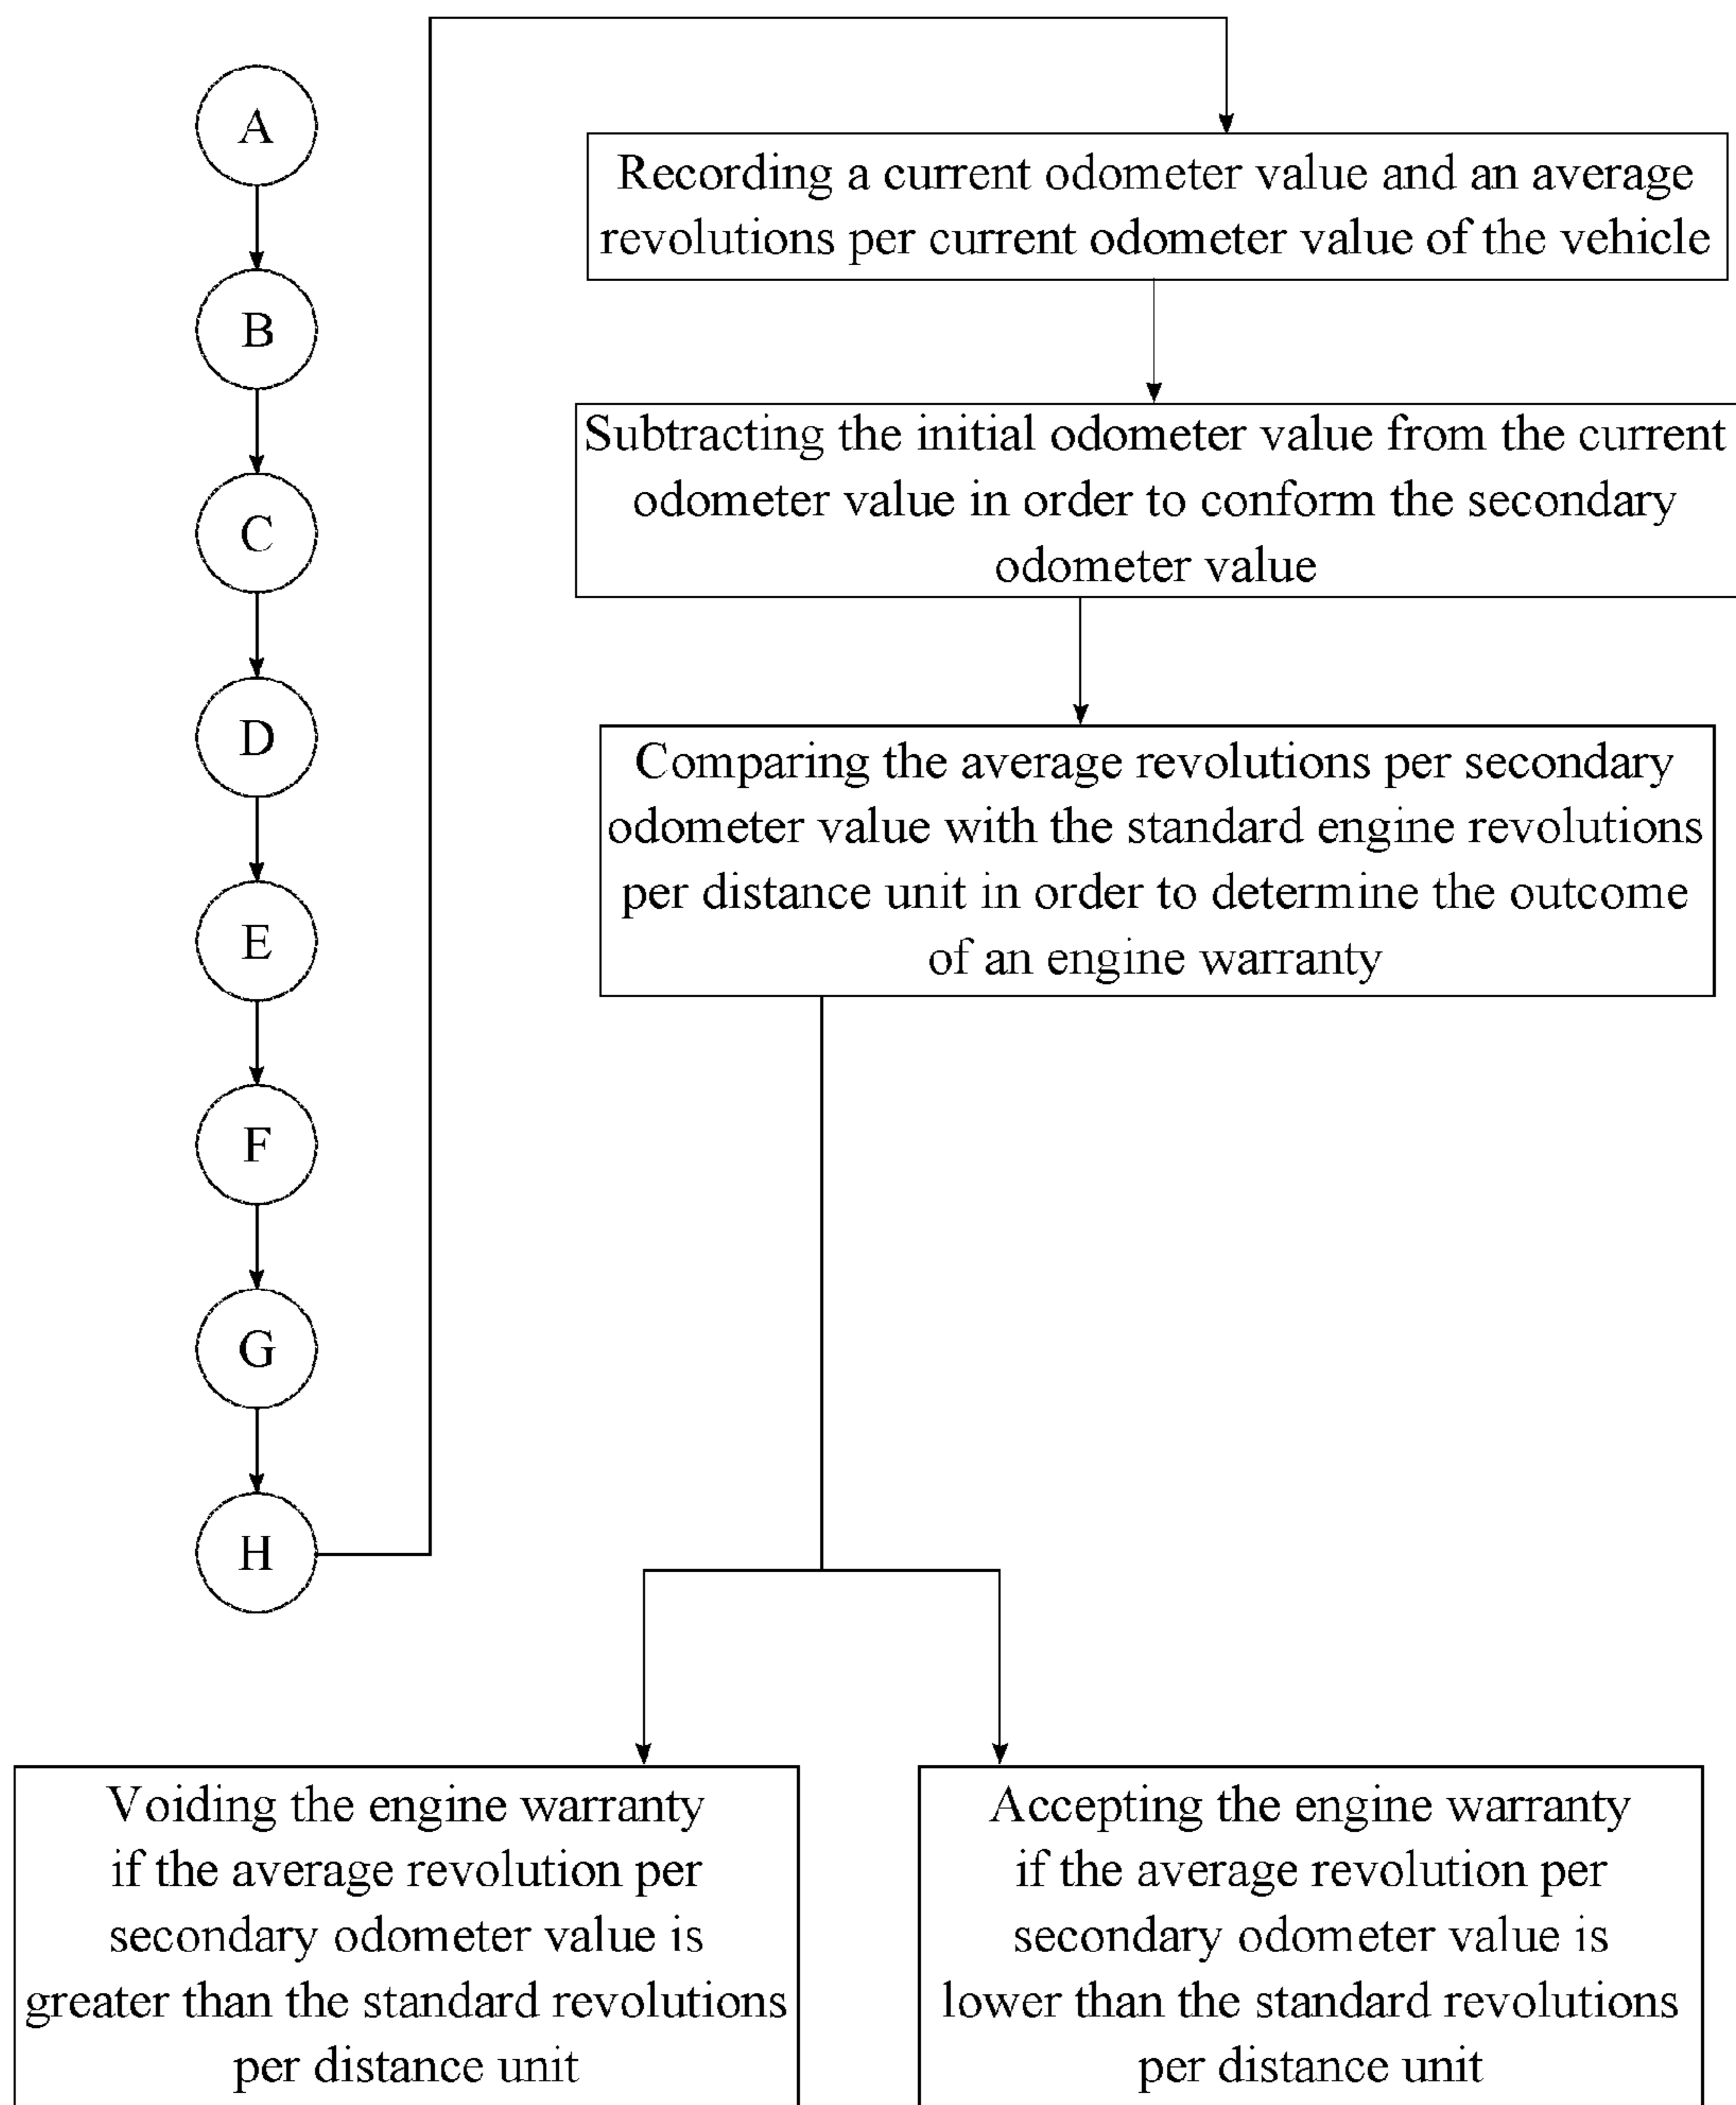 A
B
C
D
E
F
G
H
Recording a current odometer value and an average
revolutions per current odometer value of the vehicle
Subtracting the initial odometer value from the current
odometer value in order to conform the secondary
odometer value
Comparing the average revolutions per secondary
odometer value with the standard engine revolutions
per distance unit in order to determine the outcome
of an engine warranty
Voiding the engine warranty
if the average revolution per
secondary odometer value is
greater than the standard revolutions
per distance unit
Accepting the engine warranty
if the average revolution per
secondary odometer value is
lower than the standard revolutions
per distance unit